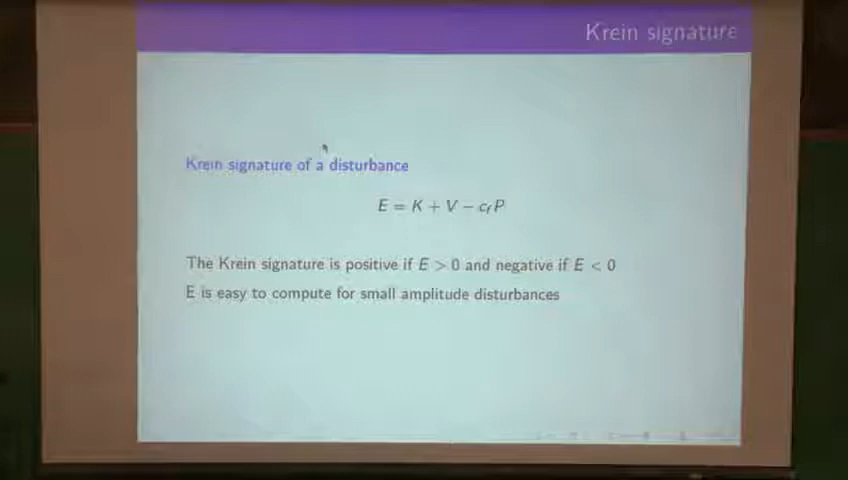 Krein signature
Krein signature of a disturbance
E = K + V − cfP
The Krein signature is positive if E > 0 and negative if E < 0
E is easy to compute for small amplitude disturbances